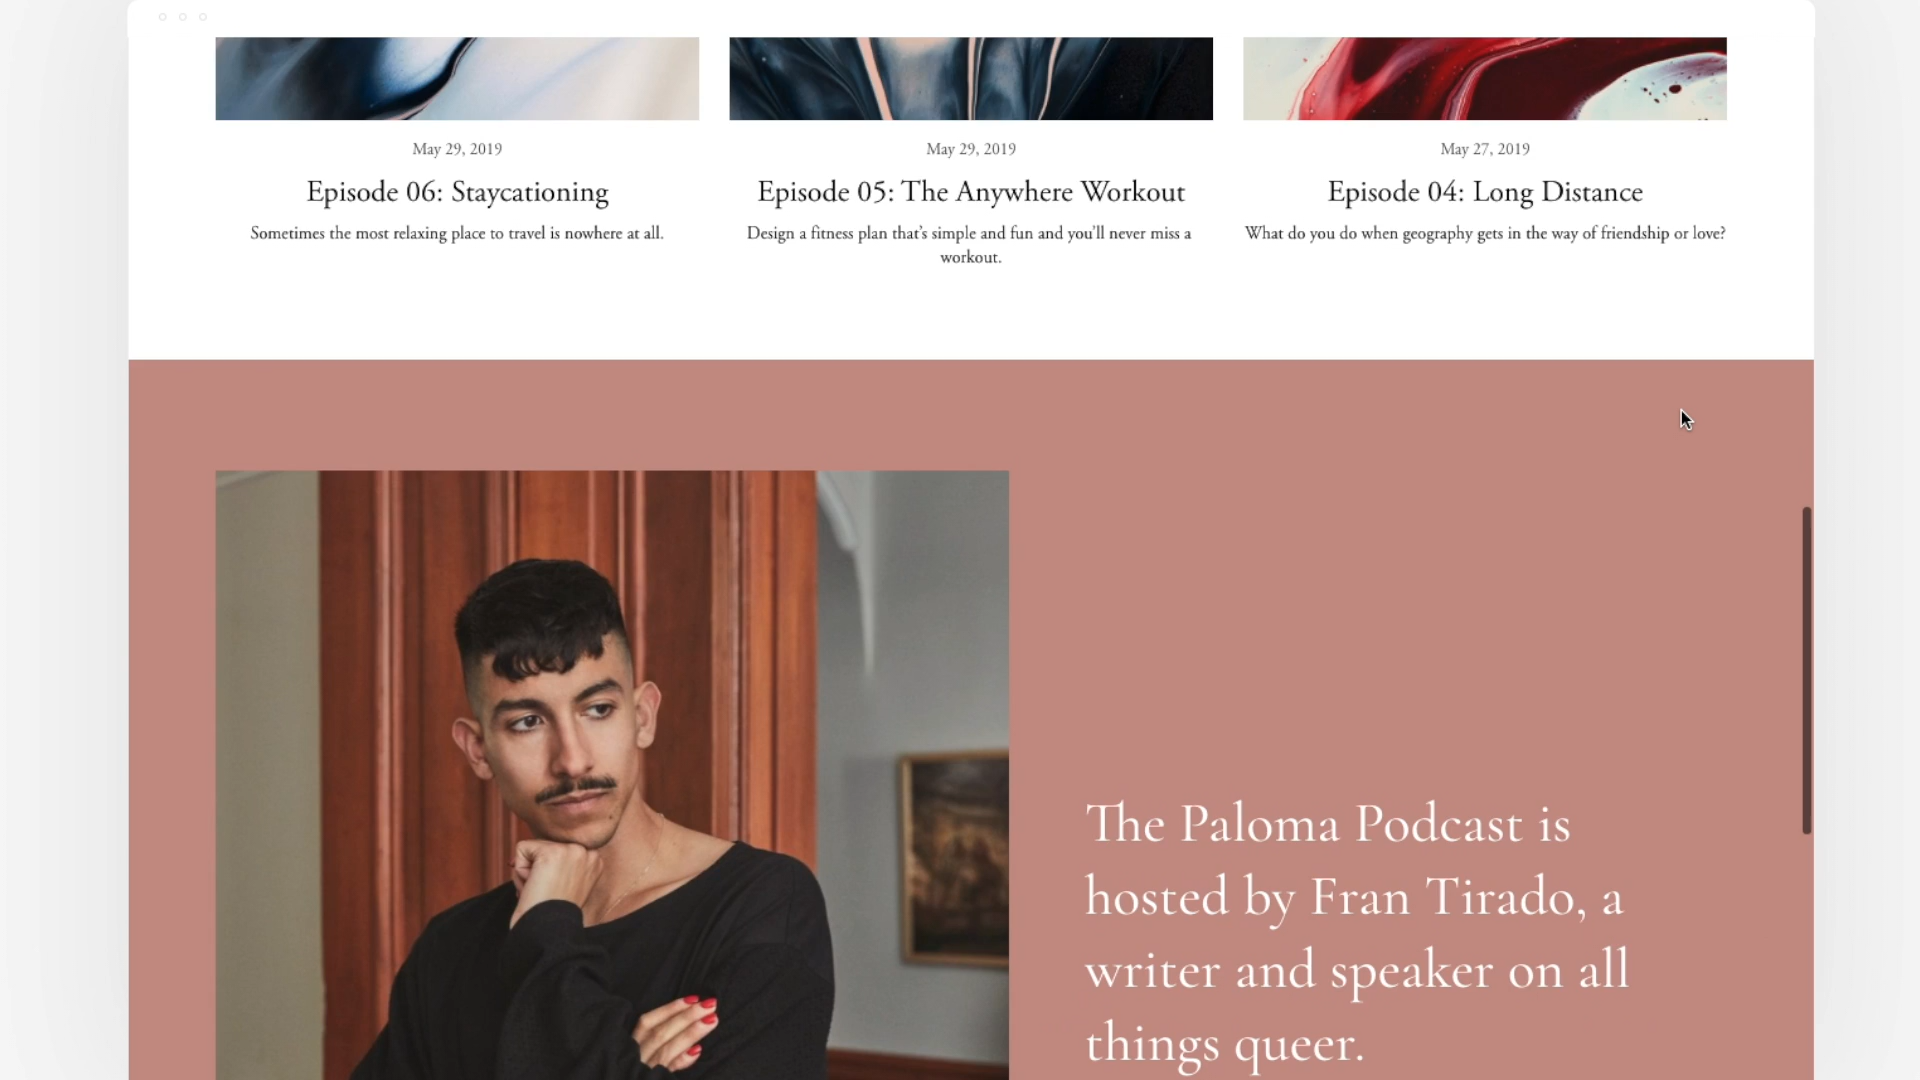 May 29, 2019
Episode 06: Staycationing
Sometimes the most relaxing place to travel is nowhere at all.
May 29, 2019
Episode 05: The Anywhere Workout
Design a fitness plan that’s simple and fun and you’ll never miss a
workout.
May 27, 2019
Episode 04: Long Distance
What do you do when geography gets in the way of friendship or love?
The Paloma Podcast is
hosted by Fran Tirado, a
writer and speaker on all
things queer.